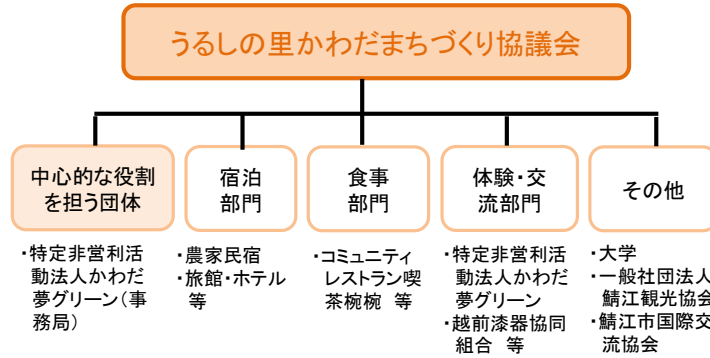 うるしの里かわだまちづくり協議会
中心的な役割
を担う団体
・特定非営利活
動法人かわだ
夢グリーン(事
務局)
宿泊
部門
・農家民宿
・旅館・ホテル
等
食事
部門
・コミュニティ
レストラン喫
茶椀椀 等
体験・交
流部門
・特定非営利活
動法人かわだ
夢グリーン
・越前漆器協同
組合 等
その他
・大学
・一般社団法人
鯖江観光協会
・鯖江市国際交
流協会